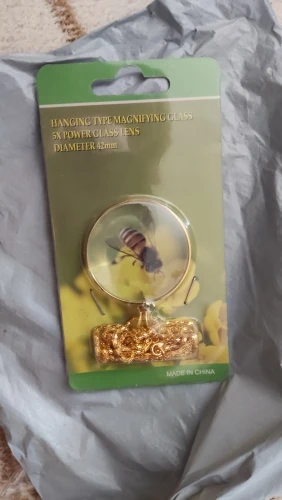 HANGING TYPE MAGNIFYING GLASS
5X POWER GLASS LENS
DIAMETER 42mm
MADE IN CHINA